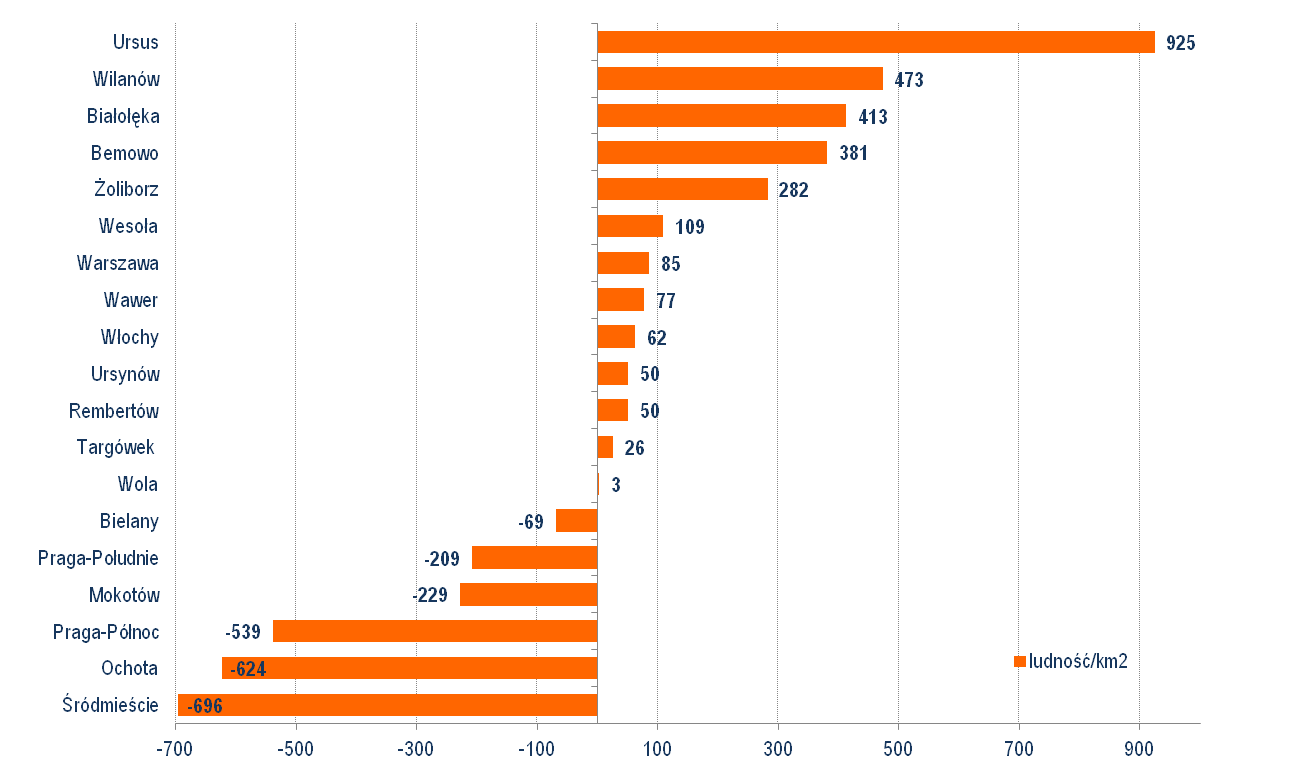 Ursus 925
Wilanów 473
Białołęka 413
Bemowo 381
Żoliborz 282
Wesoła 109
Warszawa 85
Wawer 77
Włochy 62
Ursynów 50
Rembertów 50
Targówek 26
Wola 3
Bielany -69
Praga-Południe -209
Mokotów -229
Praga-Północ -539
Ochota -624
Śródmieście -696
ludność/km2
-700 -500 -300 -100 100 300 500 700 900